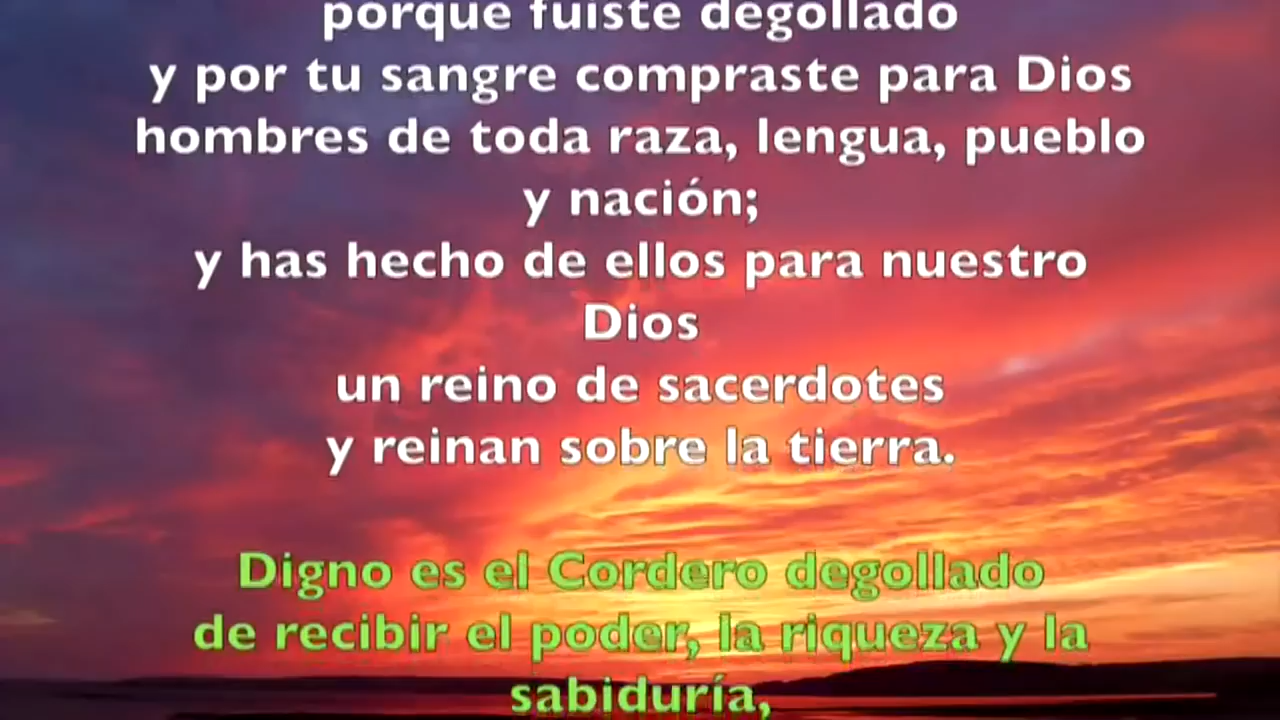 porque fuiste degollado
y por tu sangre compraste para Dios
hombres de toda raza, lengua, pueblo
y nación;
y has hecho de ellos para nuestro
Dios
un reino de sacerdotes
y reinan sobre la tierra.
Digno es el Cordero degollado
de recibir el poder, la riqueza y la
sabiduría,